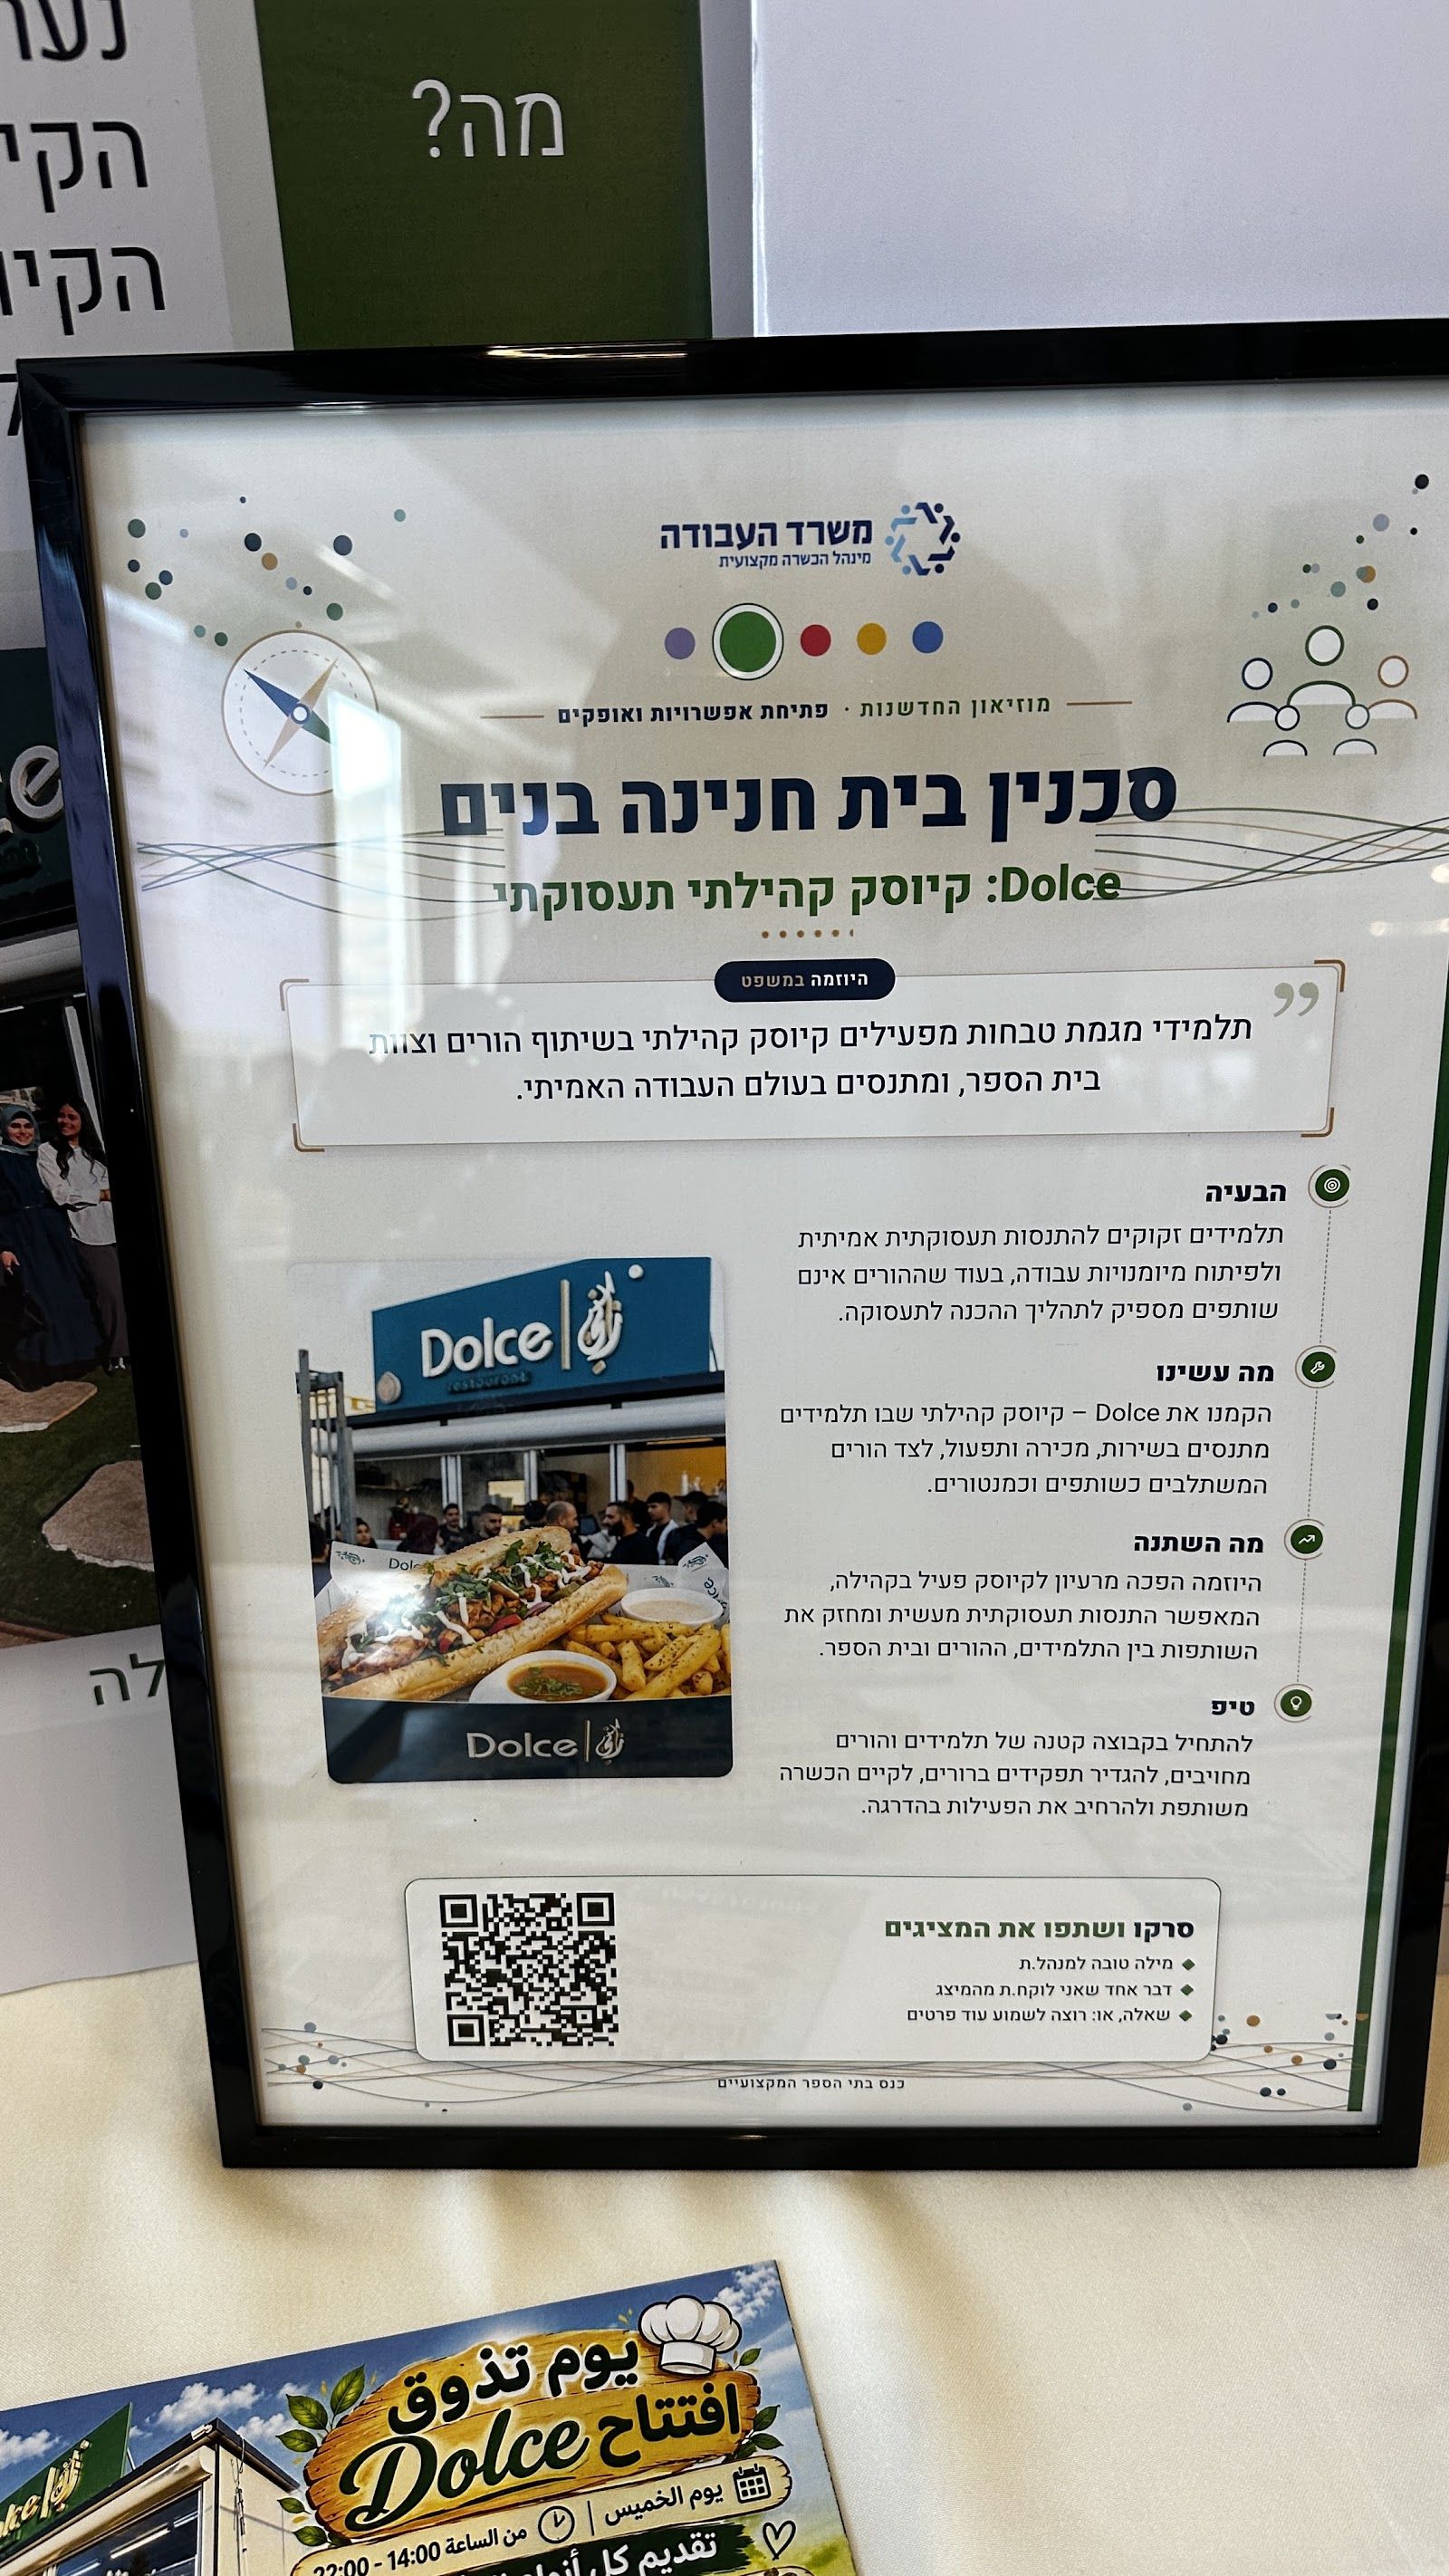 מה?
משרד העבודה
מינהל הכשרה מקצועית
מוזיאון החדשנות · פתיחת אפשרויות ואופקים
סכנין בית חנינה בנים
Dolce: קיוסק קהילתי תעסוקתי
היוזמה במשפט
תלמידי מגמת טבחות מפעילים קיוסק קהילתי בשיתוף הורים וצוות
בית הספר, ומתנסים בעולם העבודה האמיתי.
הבעיה
תלמידים זקוקים להתנסות תעסוקתית אמיתית
ולפיתוח מיומנויות עבודה, בעוד שההורים אינם
שותפים מספיק לתהליך ההכנה לתעסוקה.
מה עשינו
הקמנו את Dolce – קיוסק קהילתי שבו תלמידים
מתנסים בשירות, מכירה ותפעול, לצד הורים
המשתלבים כשותפים וכמנטורים.
מה השתנה
היוזמה הפכה מרעיון לקיוסק פעיל בקהילה,
המאפשר התנסות תעסוקתית מעשית ומחזק את
השותפות בין התלמידים, ההורים ובית הספר.
טיפ
להתחיל בקבוצה קטנה של תלמידים והורים
מחויבים, להגדיר תפקידים ברורים, לקיים הכשרה
משותפת ולהרחיב את הפעילות בהדרגה.
Dolce
restaurant
Dolce
סרקו ושתפו את המציגים
מילה טובה למנהל.ת
דבר אחד שאני לוקח.ת מהמיצג
שאלה, או: רוצה לשמוע עוד פרטים
כנס בתי הספר המקצועיים
يوم تذوق
افتتاح Dolce
يوم الخميس | من الساعة 14:00 - 22:00
تقديم كل